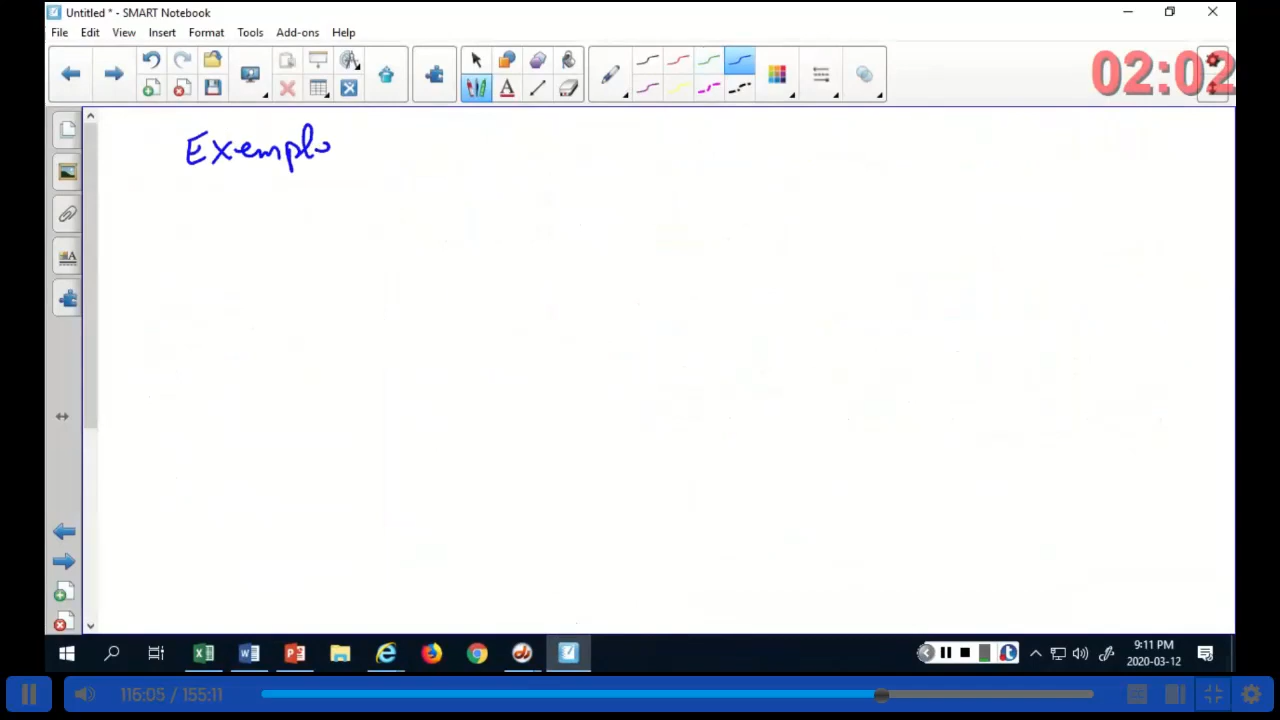 Untitled * - SMART Notebook
File Edit View Insert Format Tools Add-ons Help
02:02
Example
9:11 PM
2020-03-12
116:05 / 155:11